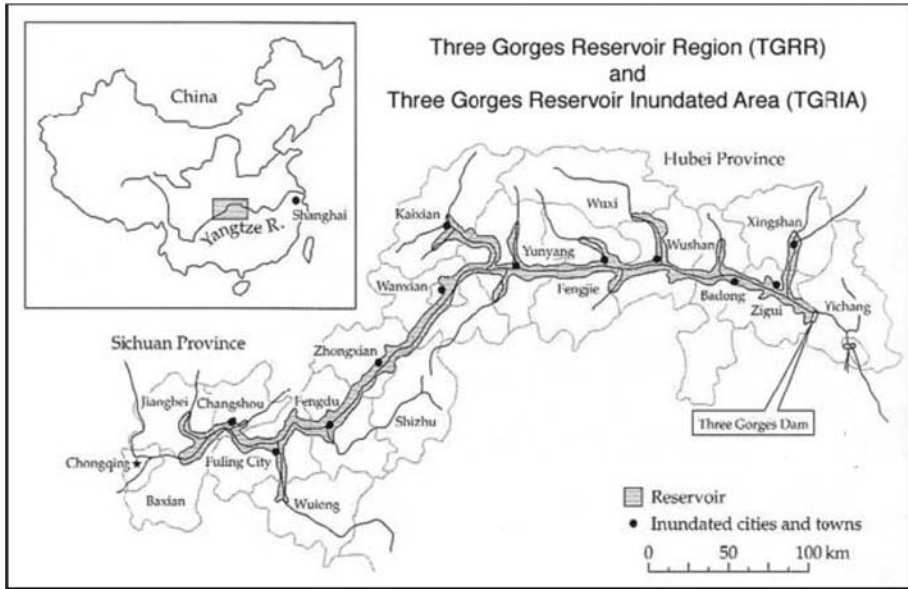 Three Gorges Reservoir Region (TGRR)
and
Three Gorges Reservoir Inundated Area (TGRIA)
China
Shanghai
Yangtze R.
Hubei Province
Kaixian
Wuxi
Xingshan
Yunyang
Wushan
Wanxian
Fengjie
Badong
Zigui
Yichang
Sichuan Province
Zhongxian
Jiangbei
Changshou
Fengdu
Shizhu
Three Gorges Dam
Chongqing
Fuling City
Baxian
Wulong
Reservoir
Inundated cities and towns
0 50 100 km